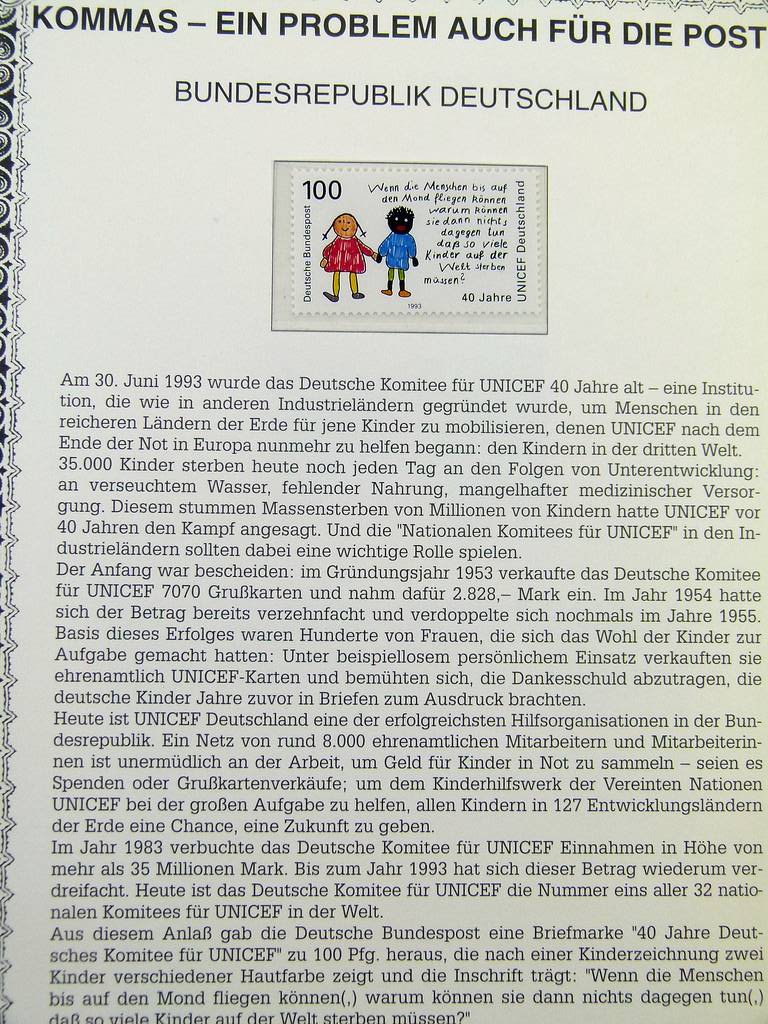 KOMMAS – EIN PROBLEM AUCH FÜR DIE POST
BUNDESREPUBLIK DEUTSCHLAND
100
Deutsche Bundespost
Wenn die Menschen bis auf
den Mond fliegen können
warum können
sie dann nichts
dagegen tun
daß so viele
Kinder auf der
Welt sterben
müssen?
UNICEF Deutschland
40 Jahre
1993
Am 30. Juni 1993 wurde das Deutsche Komitee für UNICEF 40 Jahre alt – eine Institu-
tion, die wie in anderen Industrieländern gegründet wurde, um Menschen in den
reicheren Ländern der Erde für jene Kinder zu mobilisieren, denen UNICEF nach dem
Ende der Not in Europa nunmehr zu helfen begann: den Kindern in der dritten Welt.
35.000 Kinder sterben heute noch jeden Tag an den Folgen von Unterentwicklung:
an verseuchtem Wasser, fehlender Nahrung, mangelhafter medizinischer Versor-
gung. Diesem stummen Massensterben von Millionen von Kindern hatte UNICEF vor
40 Jahren den Kampf angesagt. Und die "Nationalen Komitees für UNICEF" in den In-
dustrieländern sollten dabei eine wichtige Rolle spielen.
Der Anfang war bescheiden: im Gründungsjahr 1953 verkaufte das Deutsche Komitee
für UNICEF 7070 Grußkarten und nahm dafür 2.828,– Mark ein. Im Jahr 1954 hatte
sich der Betrag bereits verzehnfacht und verdoppelte sich nochmals im Jahre 1955.
Basis dieses Erfolges waren Hunderte von Frauen, die sich das Wohl der Kinder zur
Aufgabe gemacht hatten: Unter beispiellosem persönlichem Einsatz verkauften sie
ehrenamtlich UNICEF-Karten und bemühten sich, die Dankesschuld abzutragen, die
deutsche Kinder Jahre zuvor in Briefen zum Ausdruck brachten.
Heute ist UNICEF Deutschland eine der erfolgreichsten Hilfsorganisationen in der Bun-
desrepublik. Ein Netz von rund 8.000 ehrenamtlichen Mitarbeitern und Mitarbeiterin-
nen ist unermüdlich an der Arbeit, um Geld für Kinder in Not zu sammeln – seien es
Spenden oder Grußkartenverkäufe; um dem Kinderhilfswerk der Vereinten Nationen
UNICEF bei der großen Aufgabe zu helfen, allen Kindern in 127 Entwicklungsländern
der Erde eine Chance, eine Zukunft zu geben.
Im Jahr 1983 verbuchte das Deutsche Komitee für UNICEF Einnahmen in Höhe von
mehr als 35 Millionen Mark. Bis zum Jahr 1993 hat sich dieser Betrag wiederum ver-
dreifacht. Heute ist das Deutsche Komitee für UNICEF die Nummer eins aller 32 natio-
nalen Komitees für UNICEF in der Welt.
Aus diesem Anlaß gab die Deutsche Bundespost eine Briefmarke "40 Jahre Deut-
sches Komitee für UNICEF" zu 100 Pfg. heraus, die nach einer Kinderzeichnung zwei
Kinder verschiedener Hautfarbe zeigt und die Inschrift trägt: "Wenn die Menschen
bis auf den Mond fliegen können(,) warum können sie dann nichts dagegen tun(,)
daß so viele Kinder auf der Welt sterben müssen?"